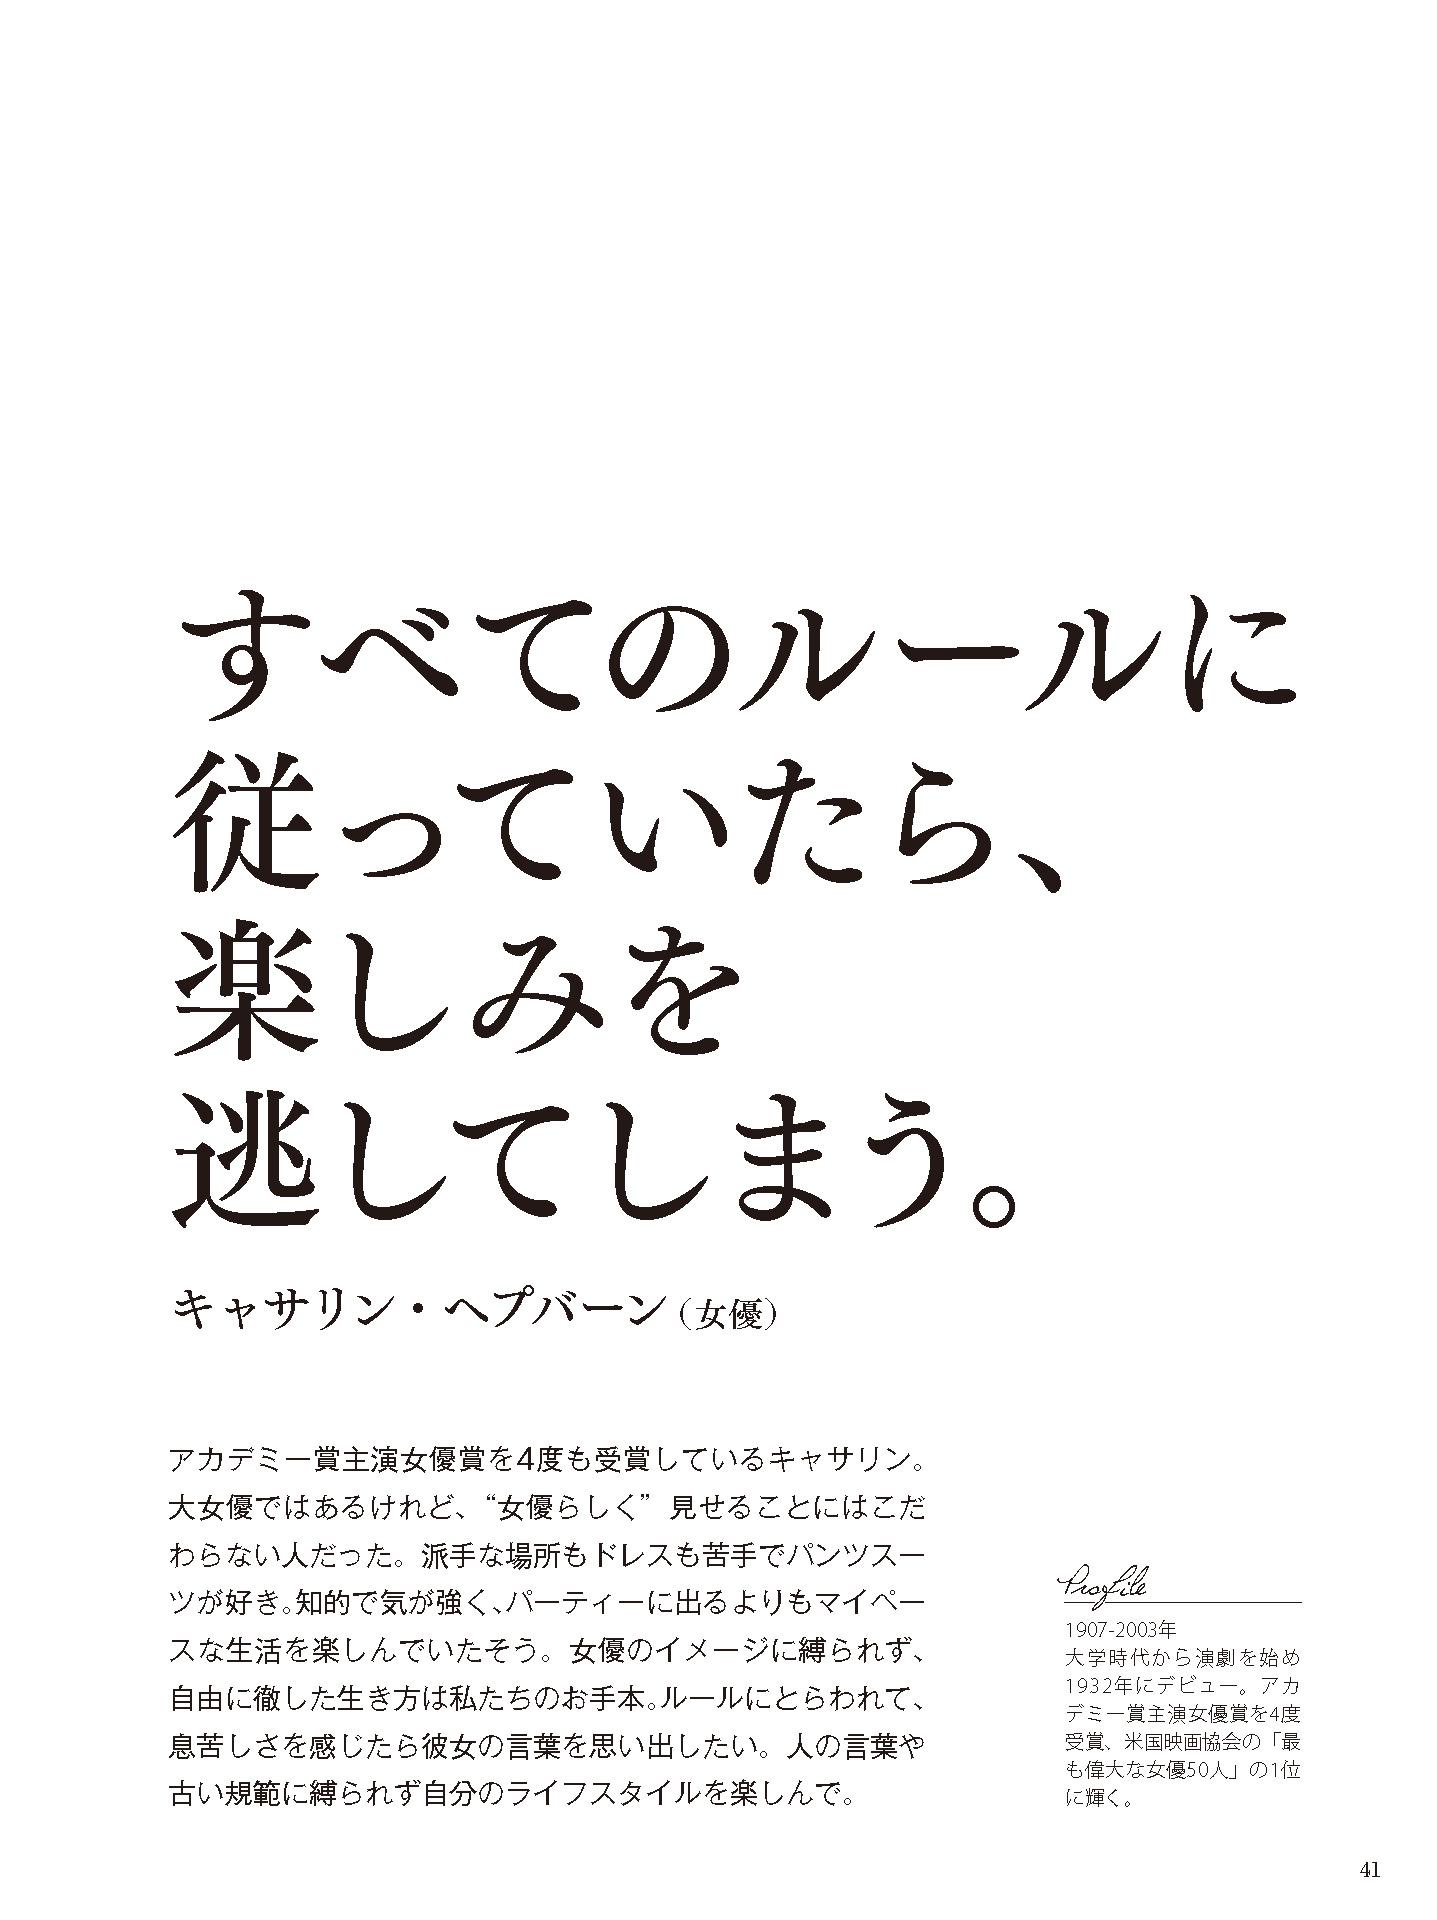 すべてのルールに
従っていたら、
楽しみを
逃してしまう。
キャサリン・ヘプバーン（女優）
アカデミー賞主演女優賞を4度も受賞しているキャサリン。
大女優ではあるけれど、“女優らしく”見せることにはこだ
わらない人だった。派手な場所もドレスも苦手でパンツスー
ツが好き。知的で気が強く、パーティーに出るよりもマイペー
スな生活を楽しんでいたそう。女優のイメージに縛られず、
自由に徹した生き方は私たちのお手本。ルールにとらわれて、
息苦しさを感じたら彼女の言葉を思い出したい。人の言葉や
古い規範に縛られず自分のライフスタイルを楽しんで。
Profile
1907-2003年
大学時代から演劇を始め
1932年にデビュー。アカ
デミー賞主演女優賞を4度
受賞、米国映画協会の「最
も偉大な女優50人」の1位
に輝く。
41